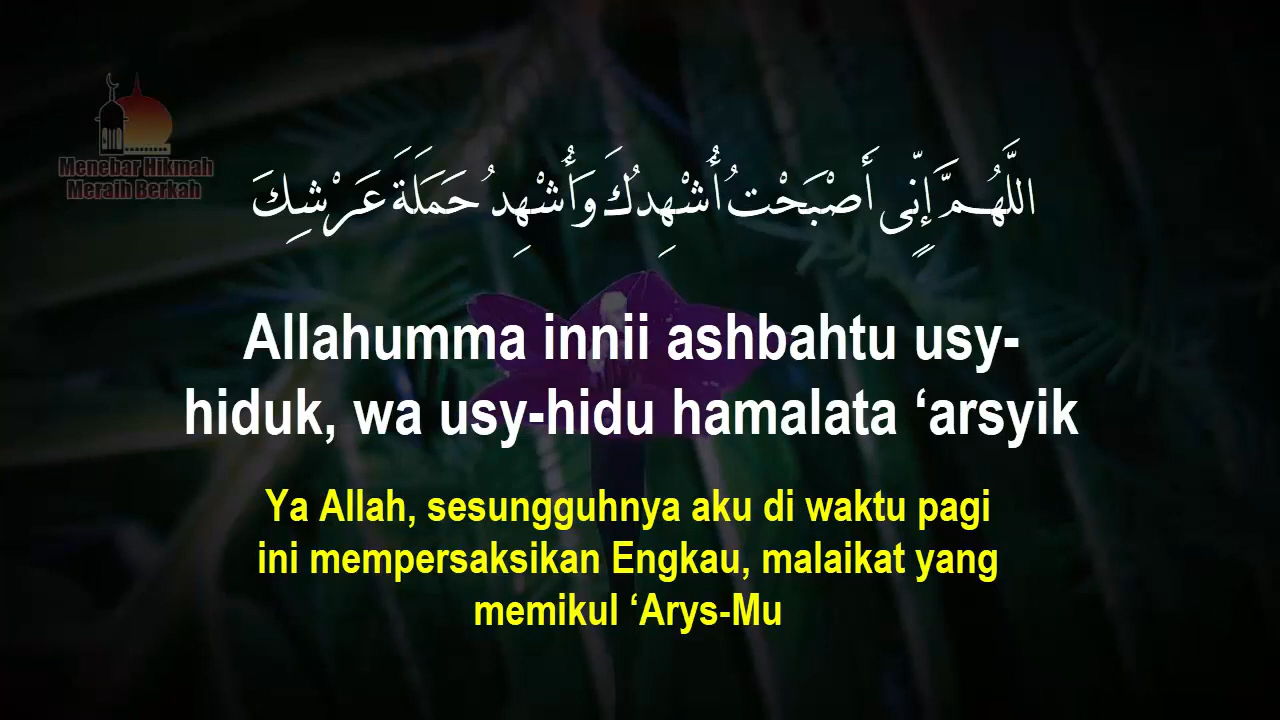 Menebar Hikmah
Meraih Berkah
اللَّهُمَّ إِنِّي أَصْبَحْتُ أُشْهِدُكَ وَأُشْهِدُ حَمَلَةَ عَرْشِكَ
Allahumma innii ashbahtu usy-
hiduk, wa usy-hidu hamalata ‘arsyik
Ya Allah, sesungguhnya aku di waktu pagi
ini mempersaksikan Engkau, malaikat yang
memikul ‘Arys-Mu